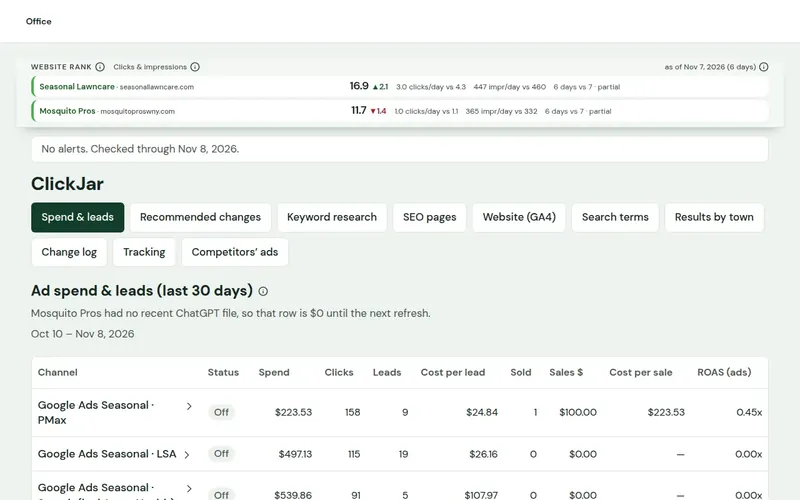 Office
WEBSITE RANK Clicks & impressions as of Nov 7, 2026 (6 days)
Seasonal Lawncare · seasonallawncare.com 16.9 ▲2.1 3.0 clicks/day vs 4.3 447 impr/day vs 460 6 days vs 7 · partial
Mosquito Pros · mosquitoproswny.com 11.7 ▼1.4 1.0 clicks/day vs 1.1 365 impr/day vs 332 6 days vs 7 · partial
No alerts. Checked through Nov 8, 2026.
ClickJar
Spend & leads Recommended changes Keyword research SEO pages Website (GA4) Search terms Results by town
Change log Tracking Competitors’ ads
Ad spend & leads (last 30 days)
Mosquito Pros had no recent ChatGPT file, so that row is $0 until the next refresh.
Oct 10 – Nov 8, 2026
Channel Status Spend Clicks Leads Cost per lead Sold Sales $ Cost per sale ROAS (ads)
Google Ads Seasonal ·
PMax Off $223.53 158 9 $24.84 1 $100.00 $223.53 0.45x
Google Ads Seasonal · LSA Off $497.13 115 19 $26.16 0 $0.00 — 0.00x
Google Ads Seasonal · Off $539.86 91 5 $107.97 0 $0.00 — 0.00x